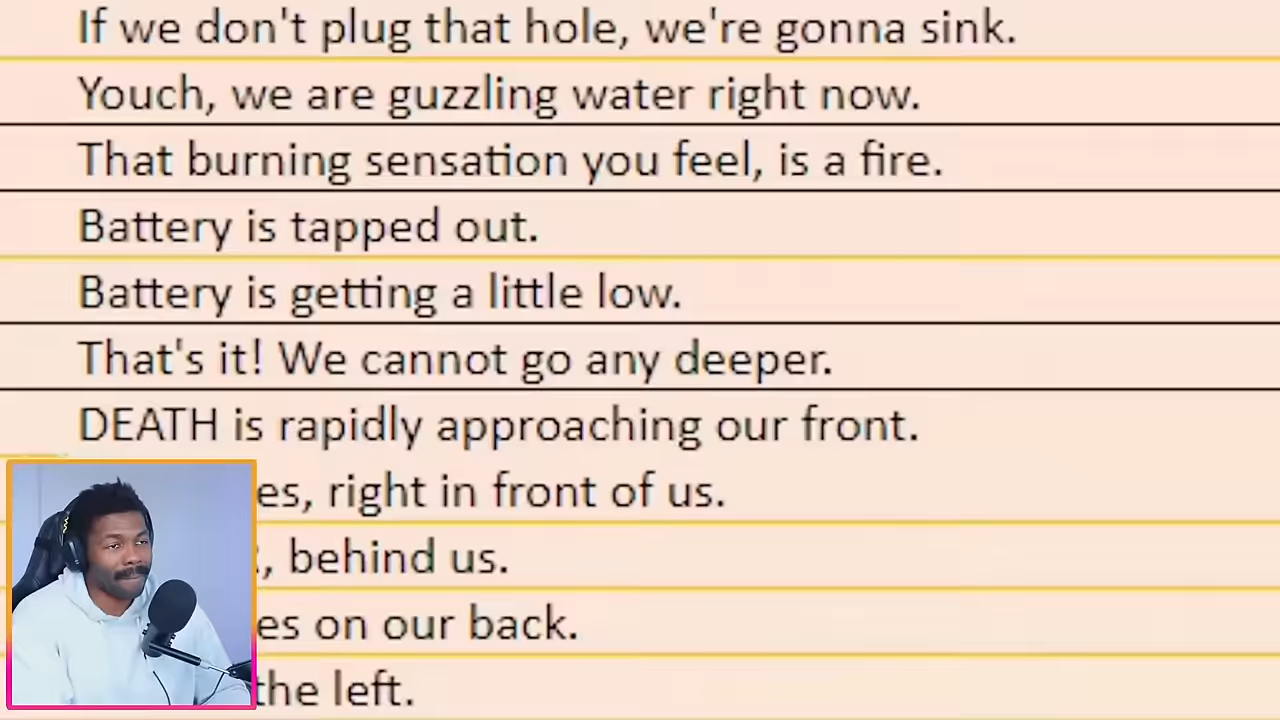 If we don't plug that hole, we're gonna sink.
Youch, we are guzzling water right now.
That burning sensation you feel, is a fire.
Battery is tapped out.
Battery is getting a little low.
That's it! We cannot go any deeper.
DEATH is rapidly approaching our front.
right in front of us.
behind us.
on our back.
the left.